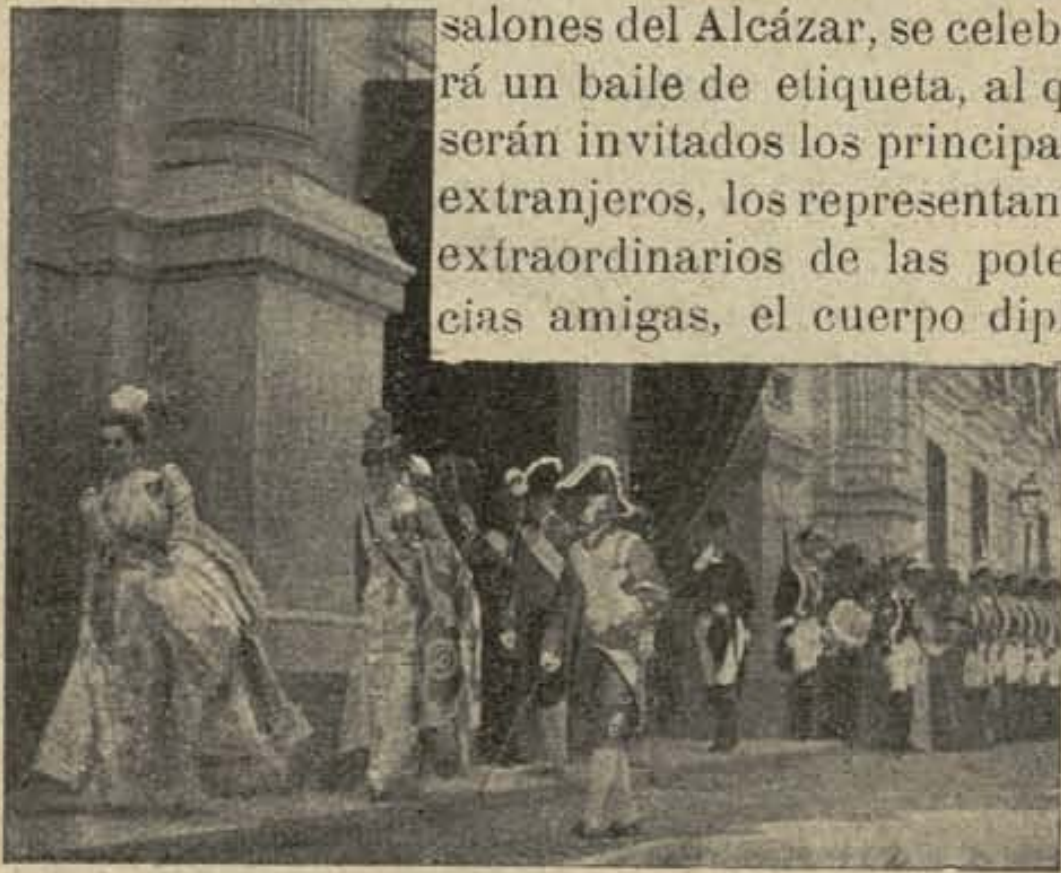 salones del Alcázar, se celeb
rá un baile de etiqueta, al q
serán invitados los principa
extranjeros, los representan
extraordinarios de las pote
cias amigas, el cuerpo dip